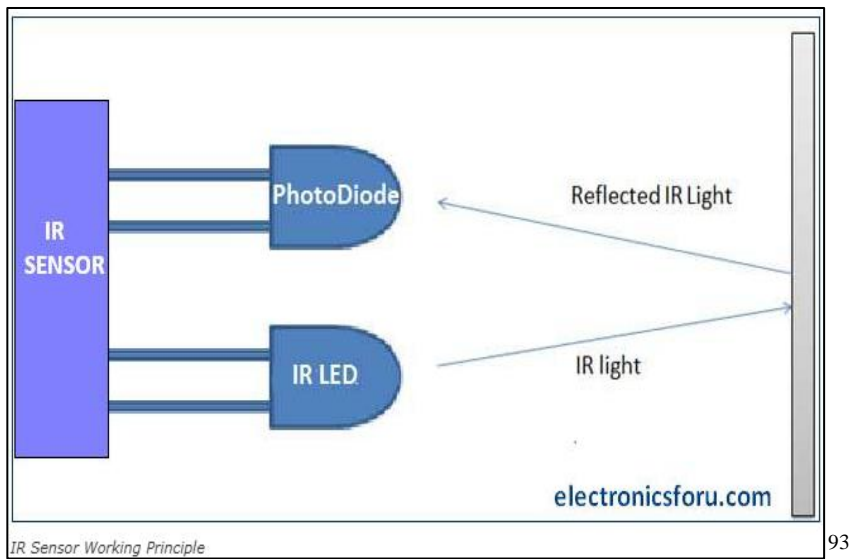 PhotoDiode
Reflected IR Light
IR
SENSOR
IR LED
IR light
electronicsforu.com
IR Sensor Working Principle
93